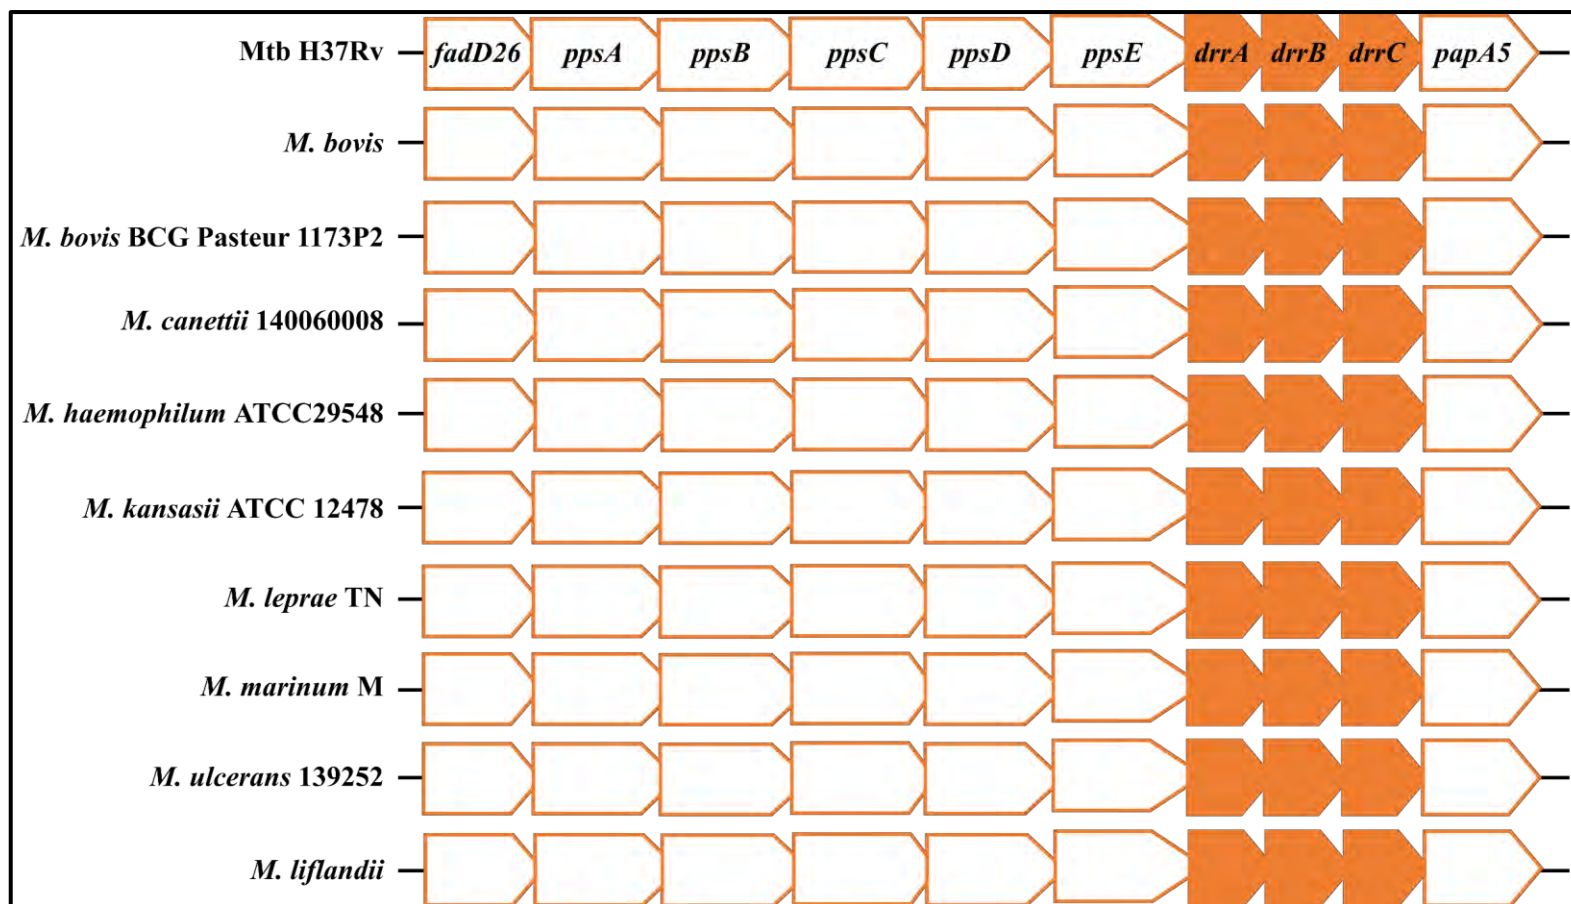 Mtb H37Rv fadD26 ppsA ppsB ppsC ppsD ppsE drrA drrB drrC papA5
M. bovis
M. bovis BCG Pasteur 1173P2
M. canettii 140060008
M. haemophilum ATCC29548
M. kansasii ATCC 12478
M. leprae TN
M. marinum M
M. ulcerans 139252
M. liflandii